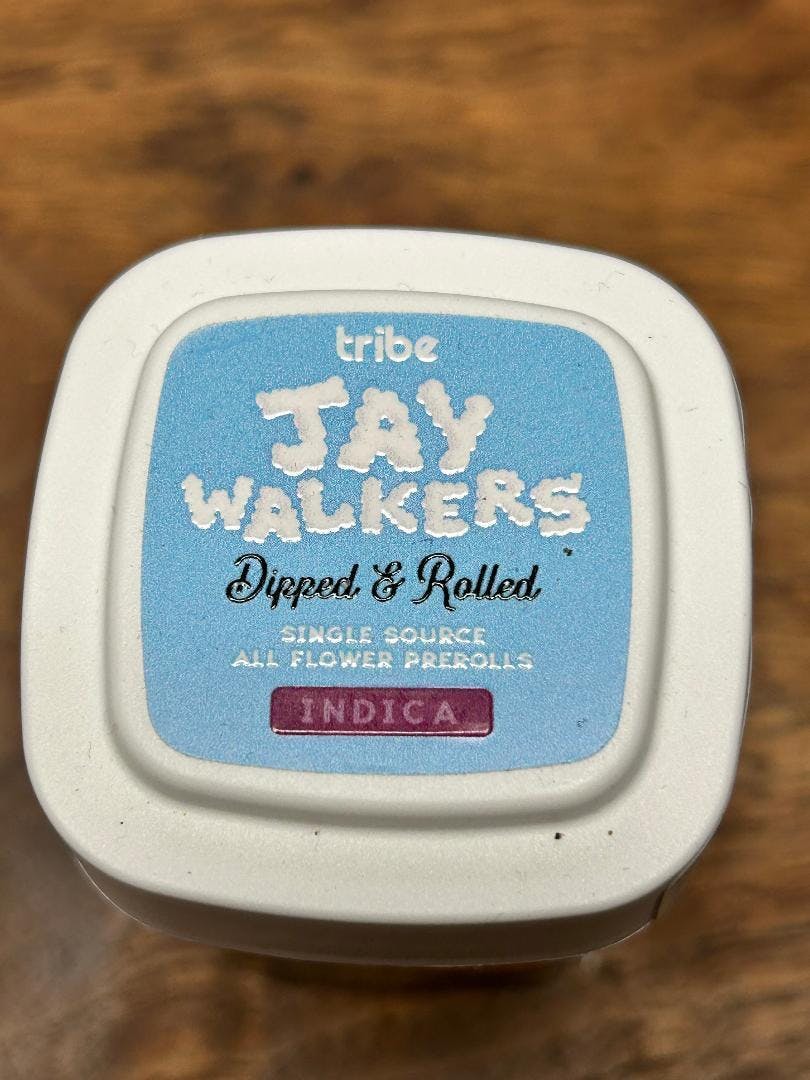 tribe
JAY
WALKERS
Dipped & Rolled
SINGLE SOURCE
ALL FLOWER PREROLLS
INDICA